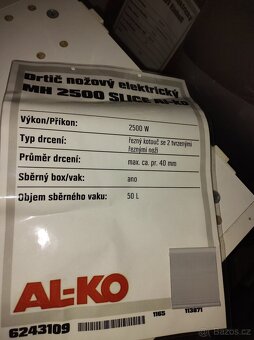 Drtič nožový elektrický
MH 2500 SLICE AL-KO
Výkon/Příkon: 2500 W
Typ drcení: řezný kotouč se 2 tvrzenými
řeznými noži
Průměr drcení: max. ca. pr. 40 mm
Sběrný box/vak: ano
Objem sběrného vaku: 50 L
AL-KO
6243109 1165 113071
Bazos.cz